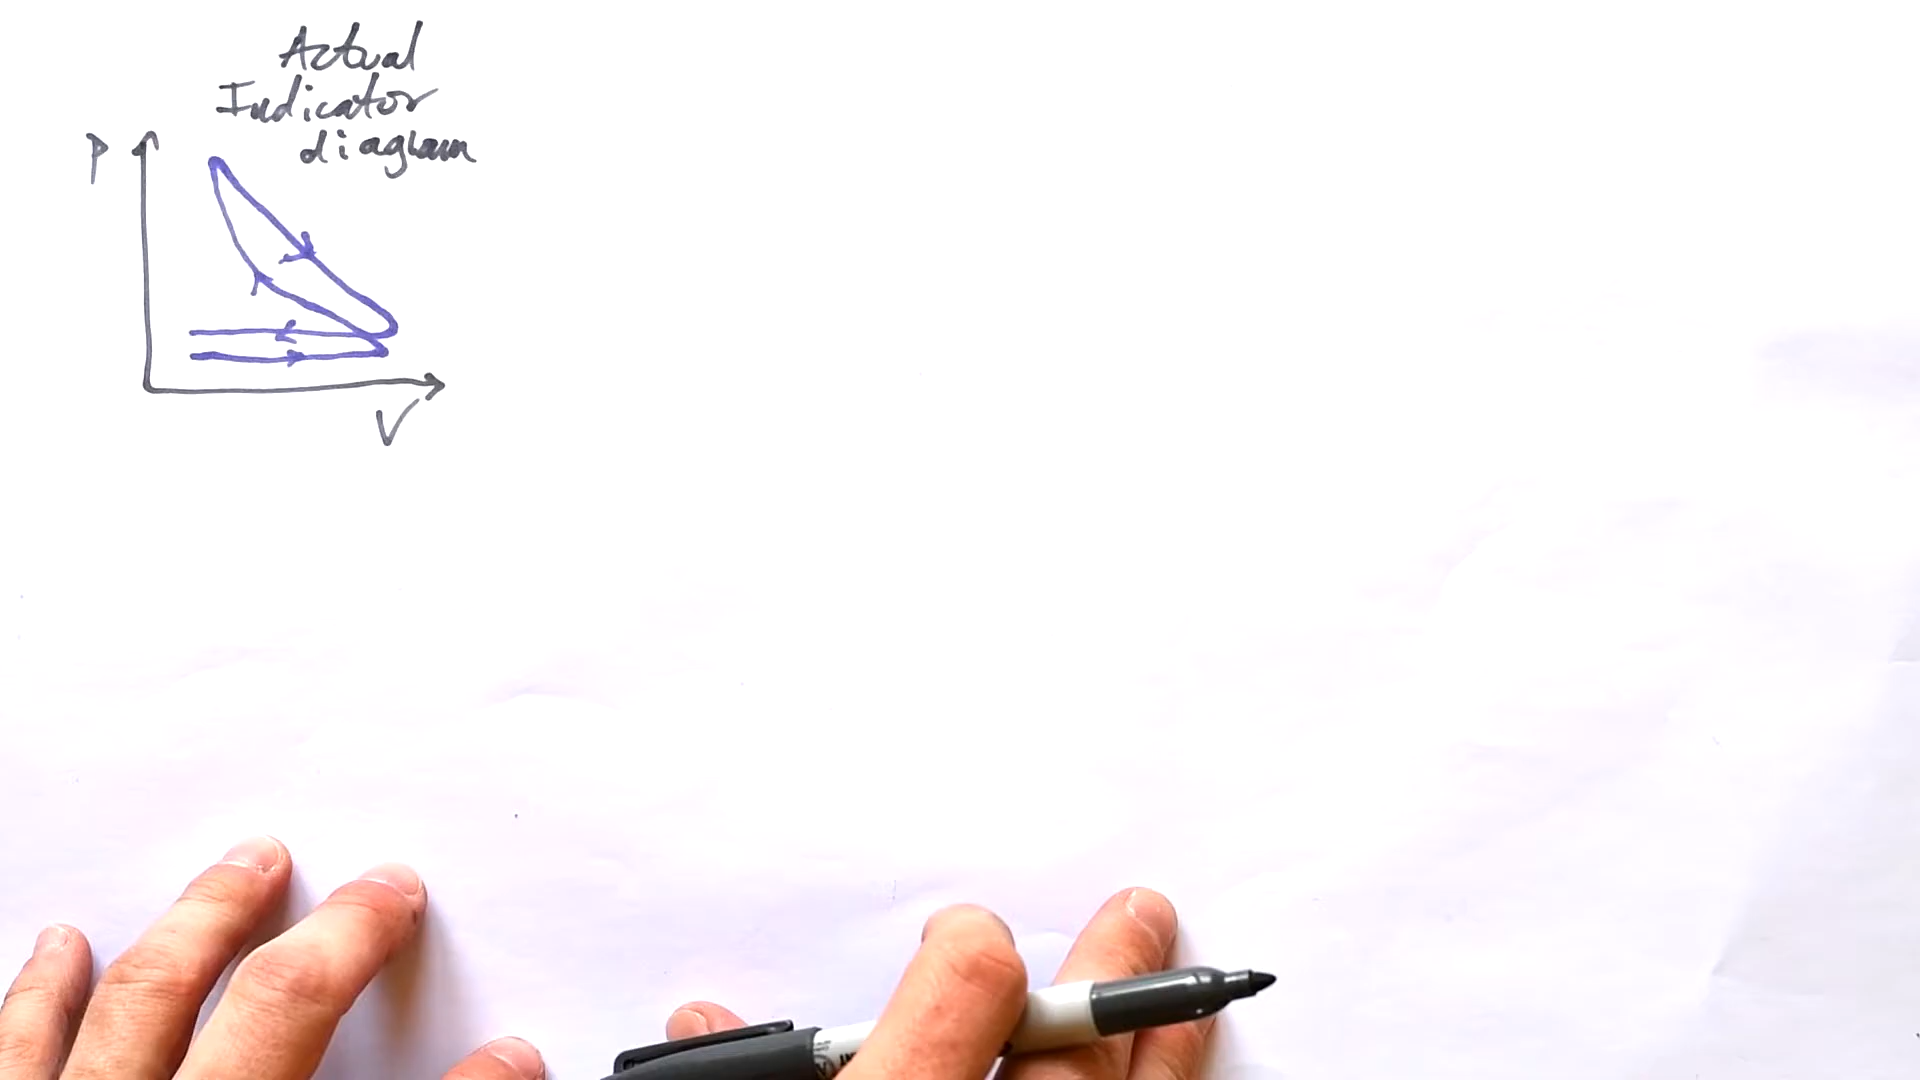 Actual
Indicator
diagram
P
V